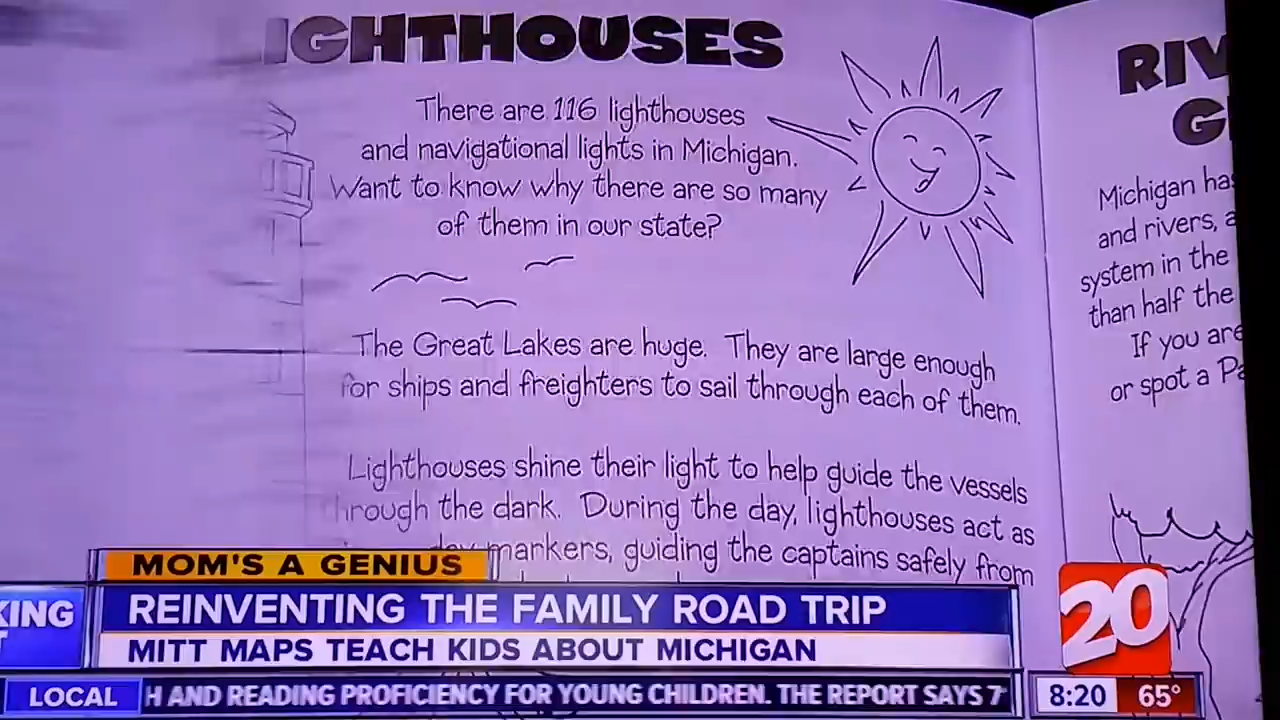 IGHTHOUSES
There are 116 lighthouses
and navigational lights in Michigan.
Want to know why there are so many
of them in our state?
The Great Lakes are huge. They are large enough
for ships and freighters to sail through each of them.
Lighthouses shine their light to help guide the vessels
through the dark. During the day, lighthouses act as
day markers, guiding the captains safely from
RIV
G
Michigan has
and rivers, a
system in the
than half the
If you are
or spot a Pa
MOM'S A GENIUS
KING
REINVENTING THE FAMILY ROAD TRIP
MITT MAPS TEACH KIDS ABOUT MICHIGAN
20
LOCAL
H AND READING PROFICIENCY FOR YOUNG CHILDREN. THE REPORT SAYS 7
8:20 65°